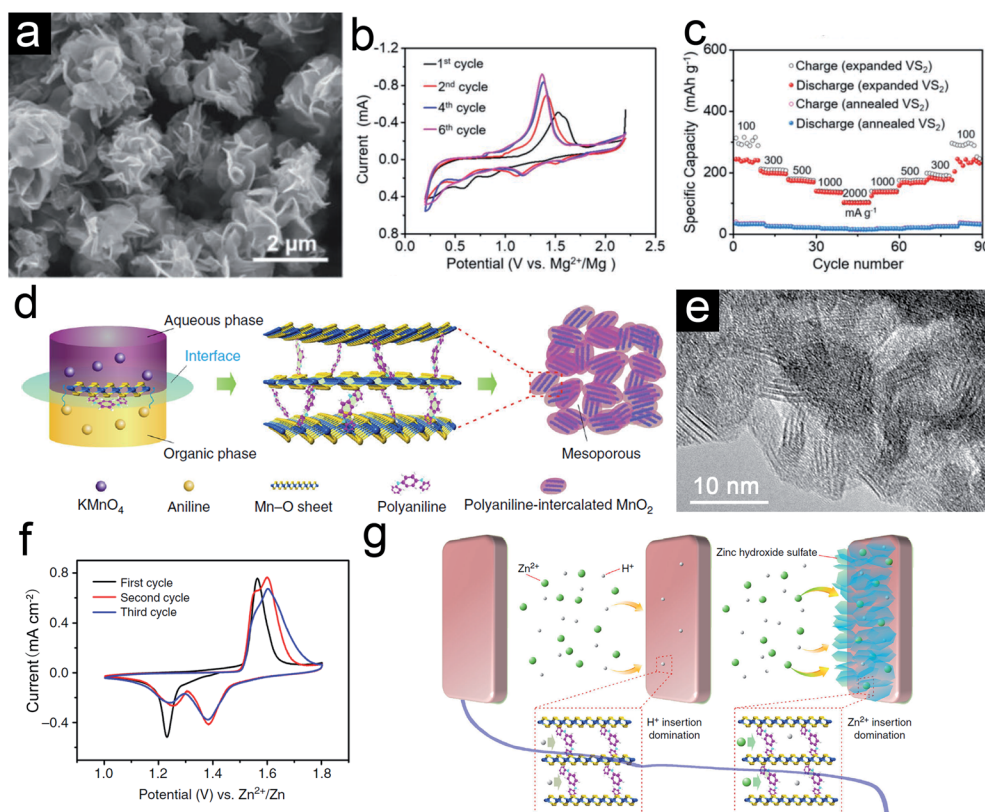 a
2 μm
b
-1.2
-0.8
-0.4
0.0
0.4
0.8
Current (mA)
1st cycle
2nd cycle
4th cycle
6th cycle
0.0
0.5
1.0
1.5
2.0
2.5
Potential (V vs. Mg2+/Mg )
c
600
400
200
0
Specific Capacity (mAh g-1)
Charge (expanded VS2)
Discharge (expanded VS2)
Charge (annealed VS2)
Discharge (annealed VS2)
100
300
500
1000
2000
mA g-1
1000
500
300
100
0
30
60
90
Cycle number
d
Aqueous phase
Interface
Organic phase
Mesoporous
KMnO4
Aniline
Mn–O sheet
Polyaniline
Polyaniline-intercalated MnO2
e
10 nm
f
0.8
0.4
0.0
–0.4
Current (mA cm–2)
First cycle
Second cycle
Third cycle
1.0
1.2
1.4
1.6
1.8
Potential (V) vs. Zn2+/Zn
g
Zn2+
H+
Zinc hydroxide sulfate
H+ insertion
domination
Zn2+ insertion
domination